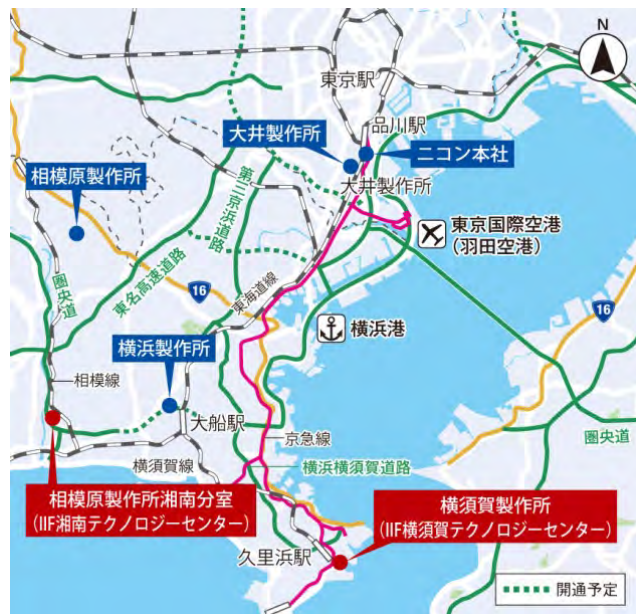 N
東京駅
品川駅
大井製作所
ニコン本社
大井製作所
相模原製作所
第二京浜道路
東京国際空港
(羽田空港)
圏央道
東名高速道路
16
東海道線
16
横浜港
横浜製作所
相模線
大船駅
京急線
圏央道
横須賀線
横浜横須賀道路
相模原製作所湘南分室
(IIF湘南テクノロジーセンター)
横須賀製作所
(IIF横須賀テクノロジーセンター)
久里浜駅
開通予定